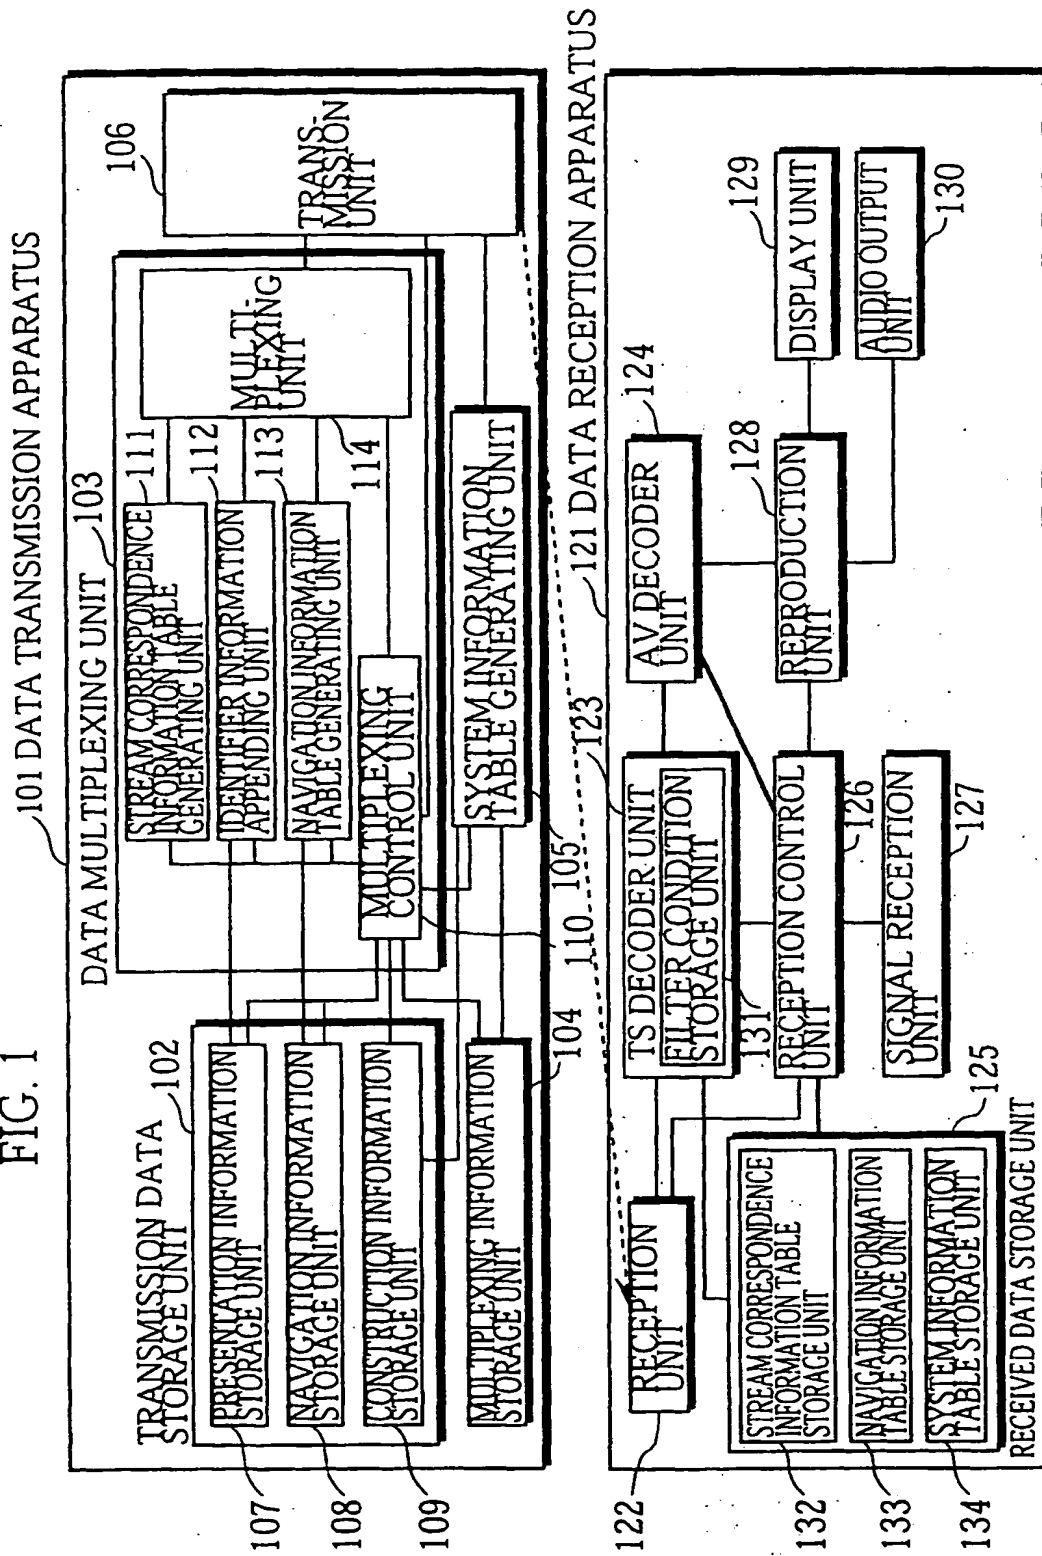 FIG. 1
101 DATA TRANSMISSION APPARATUS
TRANSMISSION DATA
STORAGE UNIT
102
107
PRESENTATION INFORMATION
STORAGE UNIT
108
NAVIGATION INFORMATION
STORAGE UNIT
109
CONSTRUCTION INFORMATION
STORAGE UNIT
MULTIPLEXING INFORMATION
STORAGE UNIT
104
DATA MULTIPLEXING UNIT
103
STREAM CORRESPONDENCE
INFORMATION TABLE
GENERATING UNIT
111
IDENTIFIER INFORMATION
APPENDING UNIT
112
NAVIGATION INFORMATION
TABLE GENERATING UNIT
113
MULTIPLEXING
CONTROL UNIT
110
MULTI-
PLEXING
UNIT
114
SYSTEM INFORMATION
TABLE GENERATING UNIT
105
TRANS-
MISSION
UNIT
106
121 DATA RECEPTION APPARATUS
RECEPTION
UNIT
122
TS DECODER UNIT
123
FILTER CONDITION
STORAGE UNIT
131
AV DECODER
UNIT
124
RECEPTION CONTROL
UNIT
126
SIGNAL RECEPTION
UNIT
127
REPRODUCTION
UNIT
128
DISPLAY UNIT
129
AUDIO OUTPUT
UNIT
130
125
132
STREAM CORRESPONDENCE
INFORMATION TABLE
STORAGE UNIT
133
NAVIGATION INFORMATION
TABLE STORAGE UNIT
134
SYSTEM INFORMATION
TABLE STORAGE UNIT
RECEIVED DATA STORAGE UNIT